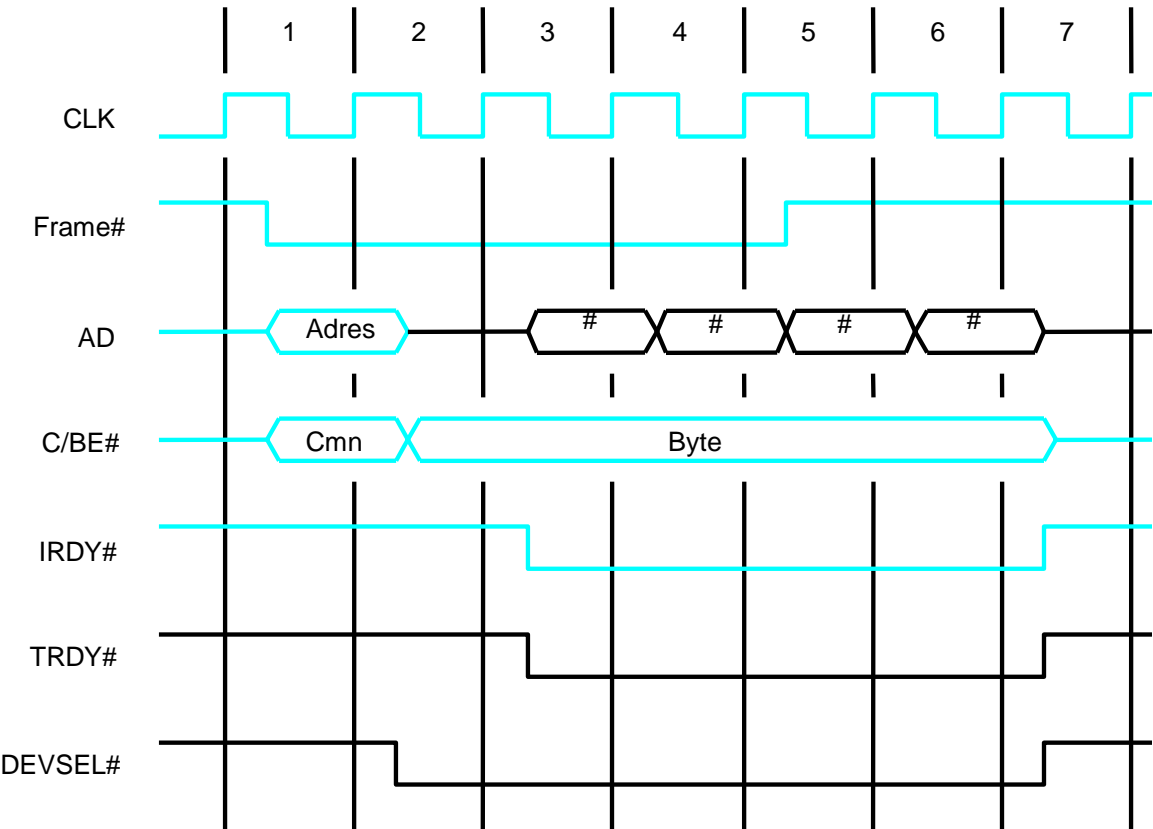 1 2 3 4 5 6 7
CLK
Frame#
AD Adres # # # #
C/BE# Cmn Byte
IRDY#
TRDY#
DEVSEL#